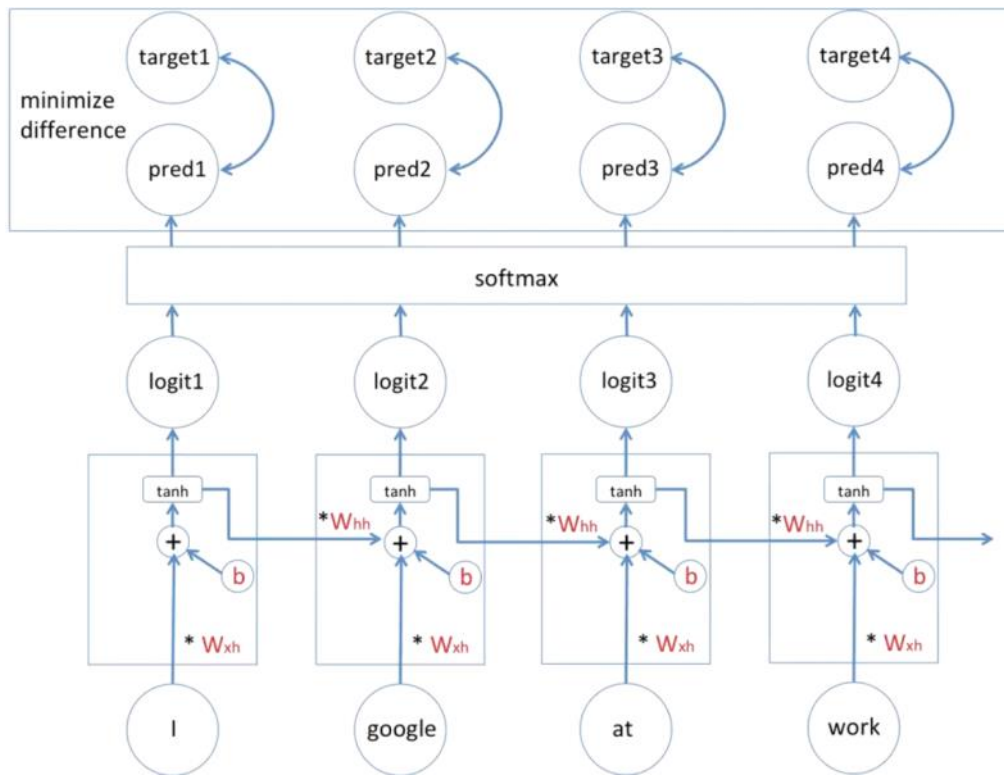 target1 target2 target3 target4
minimize
difference
pred1 pred2 pred3 pred4
softmax
logit1 logit2 logit3 logit4
tanh tanh tanh tanh
*Whh *Whh *Whh
+ + + +
b b b b
* Wxh * Wxh * Wxh * Wxh
I google at work